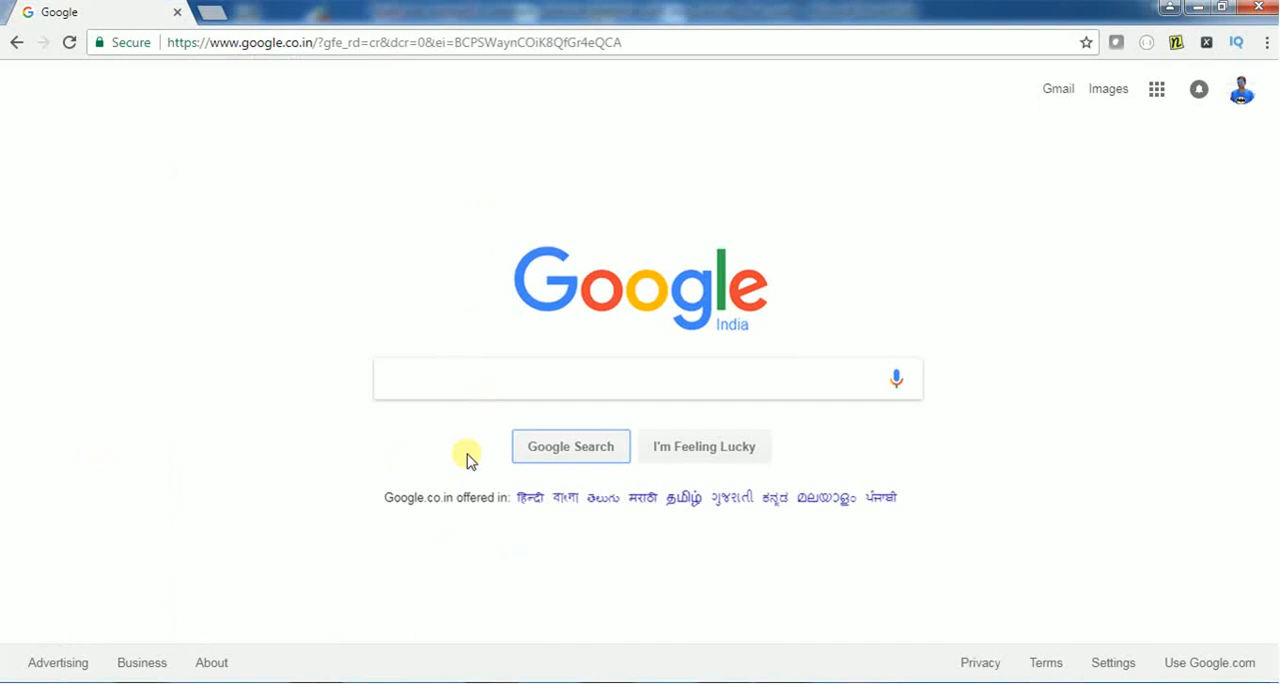 Google
Secure https://www.google.co.in/?gfe_rd=cr&dcr=0&ei=BCPSWaynCOiK8QfGr4eQCA
n X IQ
Gmail Images
Google
India
Google Search I'm Feeling Lucky
Google.co.in offered in: हिन्दी বাংলা తెలుగు मराठी தமிழ் ગુજરાતી ಕನ್ನಡ മലയാളം ਪੰਜਾਬੀ
Advertising Business About Privacy Terms Settings Use Google.com